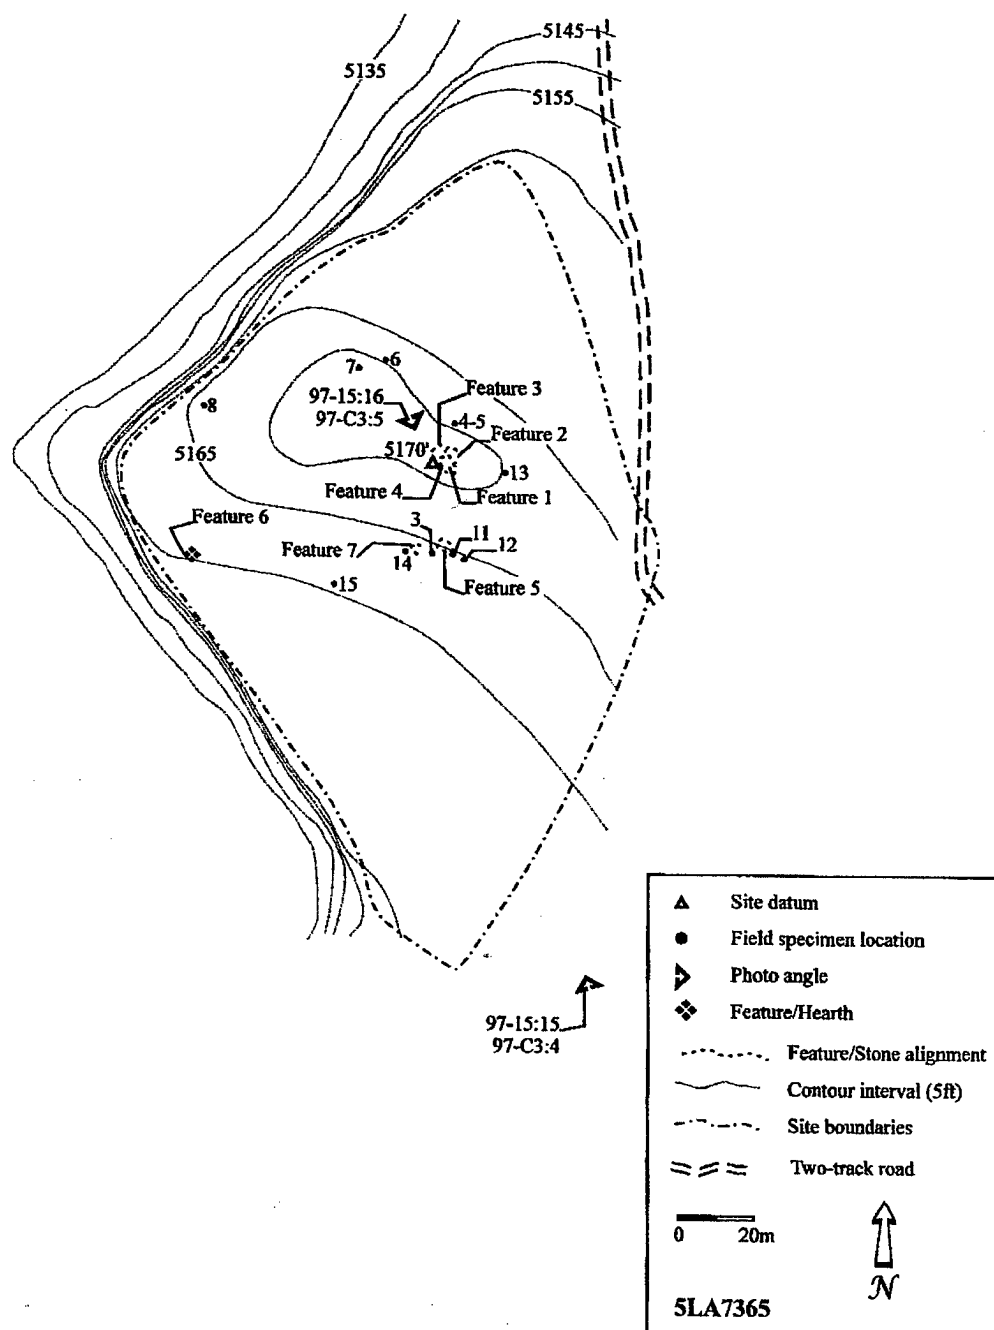 5145
5135
5155
6
7
Feature 3
97-15:16
97-C3:5
8
4-5
Feature 2
5165
5170'
13
Feature 4
Feature 1
Feature 6
3
11
Feature 7
12
14
15
Feature 5
97-15:15
97-C3:4
Site datum
Field specimen location
Photo angle
Feature/Hearth
Feature/Stone alignment
Contour interval (5ft)
Site boundaries
Two-track road
0 20m
N
5LA7365